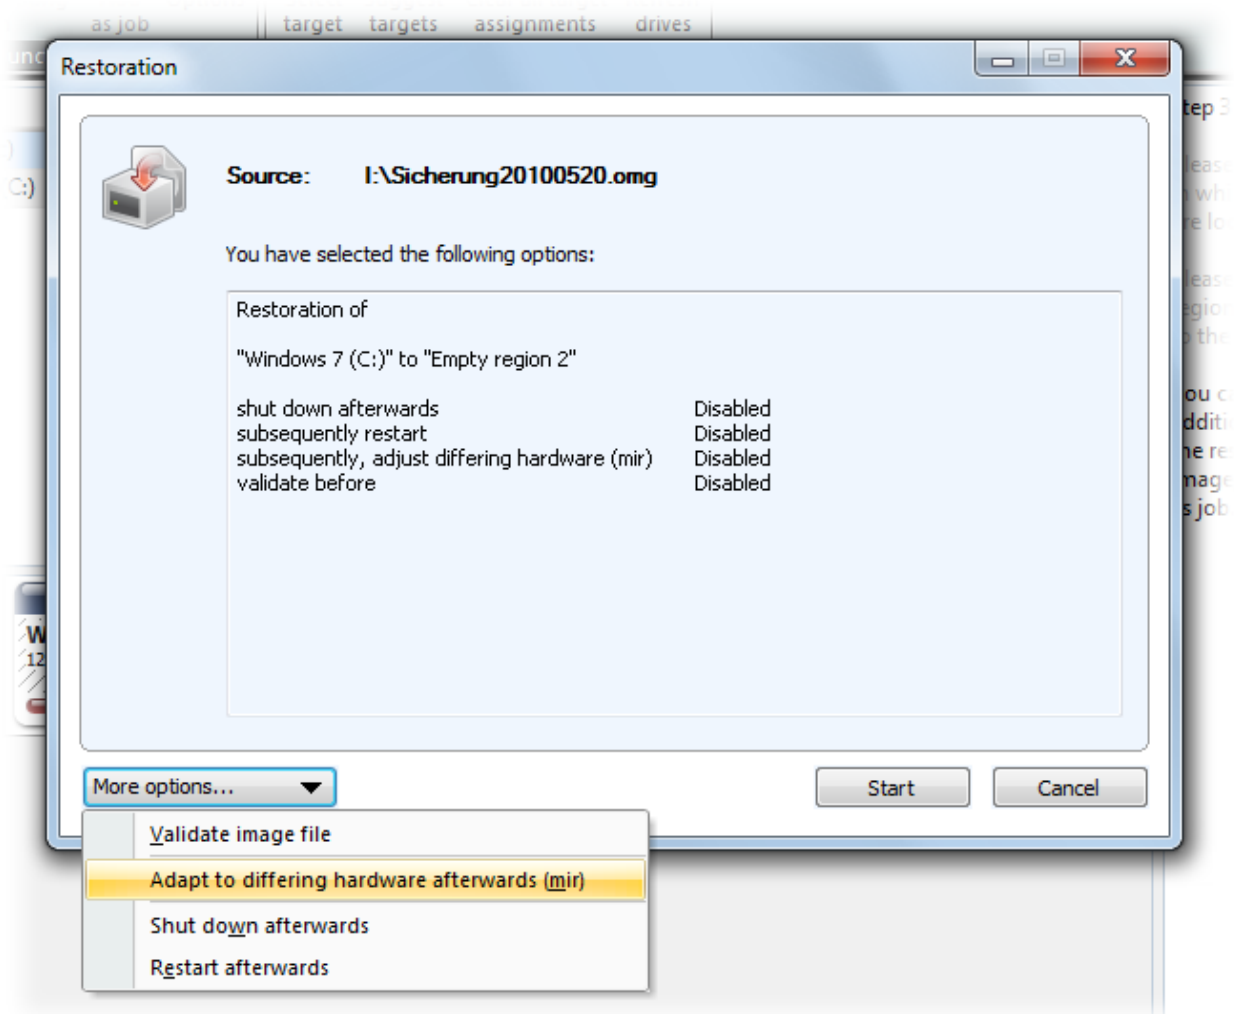 as job
target targets assignments drives
Restoration
tep 3
C:)
Source: I:\Sicherung20100520.omg
You have selected the following options:
Restoration of
"Windows 7 (C:)" to "Empty region 2"
shut down afterwards Disabled
subsequently restart Disabled
subsequently, adjust differing hardware (mir) Disabled
validate before Disabled
W
12
More options... Start Cancel
Validate image file
Adapt to differing hardware afterwards (mir)
Shut down afterwards
Restart afterwards